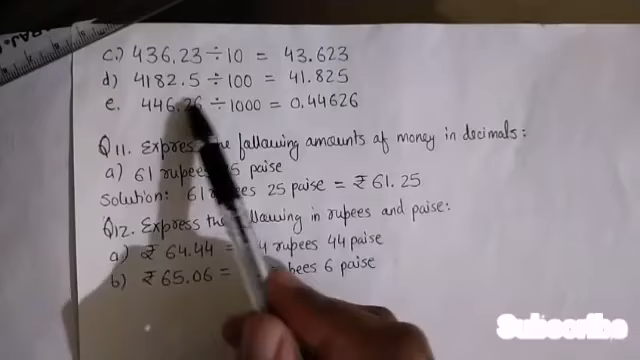 c.) 436.23 ÷ 10 = 43.623
d) 4182.5 ÷ 100 = 41.825
e. 446.26 ÷ 1000 = 0.44626
Q11. Express the following amounts of money in decimals:
a) 61 rupees 25 paise
Solution: 61 rupees 25 paise = ₹61.25
Q12. Express the following in rupees and paise:
a) ₹ 64.44 = 4 rupees 44 paise
b) ₹ 65.06 = 6 paise
Subscribe